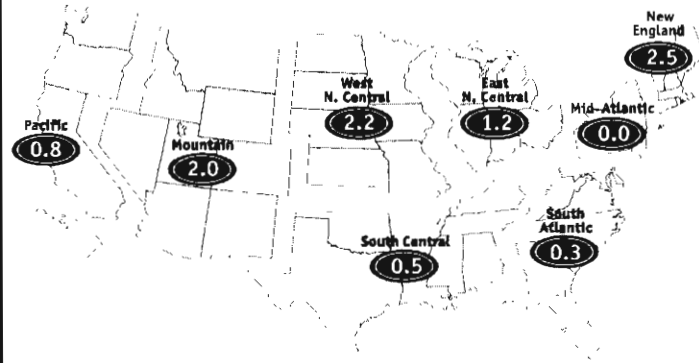 New
England
2.5
West
N. Central
2.2
East
N. Central
1.2
Mid-Atlantic
0.0
Pacific
0.8
Mountain
2.0
South Central
0.5
South
Atlantic
0.3